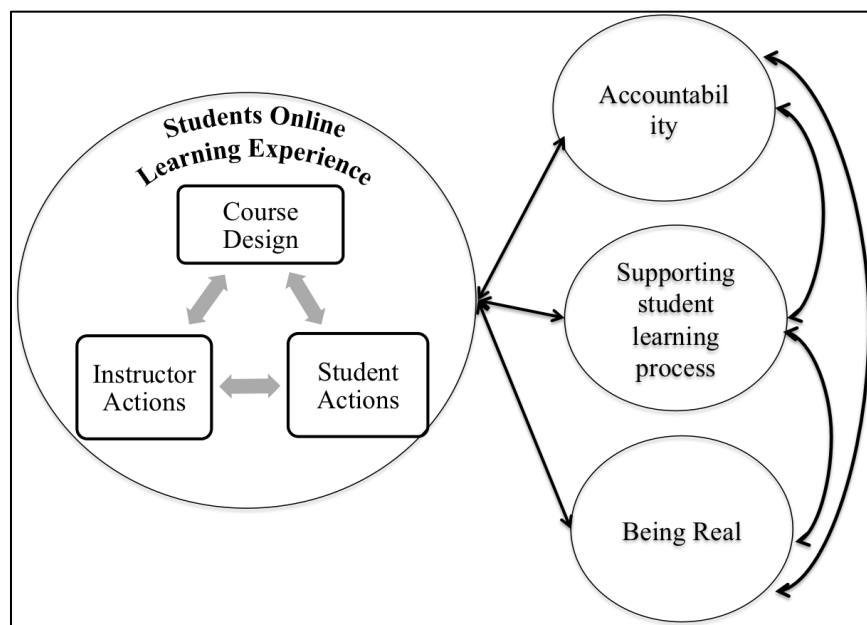 Students Online
Learning Experience
Course
Design
Instructor
Actions
Student
Actions
Accountabil
ity
Supporting
student
learning
process
Being Real